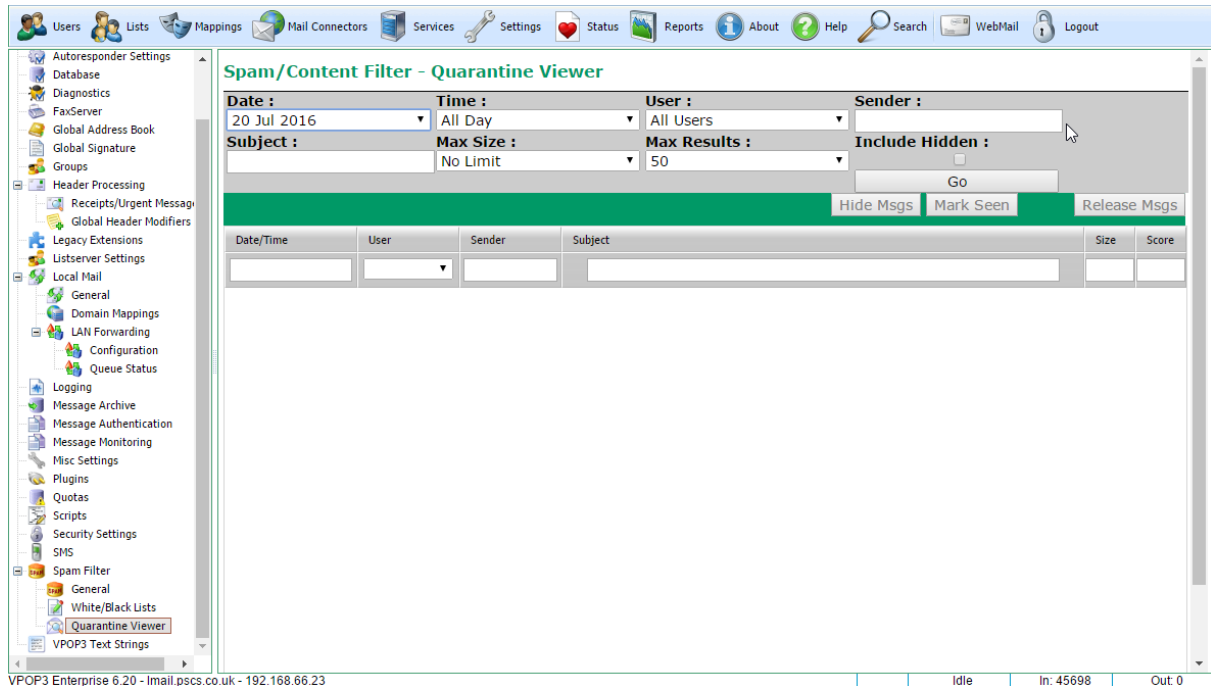 Users Lists Mappings Mail Connectors Services Settings Status Reports About Help Search WebMail Logout
Autoresponder Settings
Database
Diagnostics
FaxServer
Global Address Book
Global Signature
Groups
Header Processing
Receipts/Urgent Messag
Global Header Modifiers
Legacy Extensions
Listserver Settings
Local Mail
General
Domain Mappings
LAN Forwarding
Configuration
Queue Status
Logging
Message Archive
Message Authentication
Message Monitoring
Misc Settings
Plugins
Quotas
Scripts
Security Settings
SMS
Spam Filter
General
White/Black Lists
Quarantine Viewer
VPOP3 Text Strings
Spam/Content Filter - Quarantine Viewer
Date : Time : User : Sender :
20 Jul 2016 All Day All Users
Subject : Max Size : Max Results : Include Hidden :
No Limit 50
Go
Hide Msgs Mark Seen Release Msgs
Date/Time User Sender Subject Size Score
VPOP3 Enterprise 6.20 - lmail.pscs.co.uk - 192.168.66.23 Idle In: 45698 Out: 0